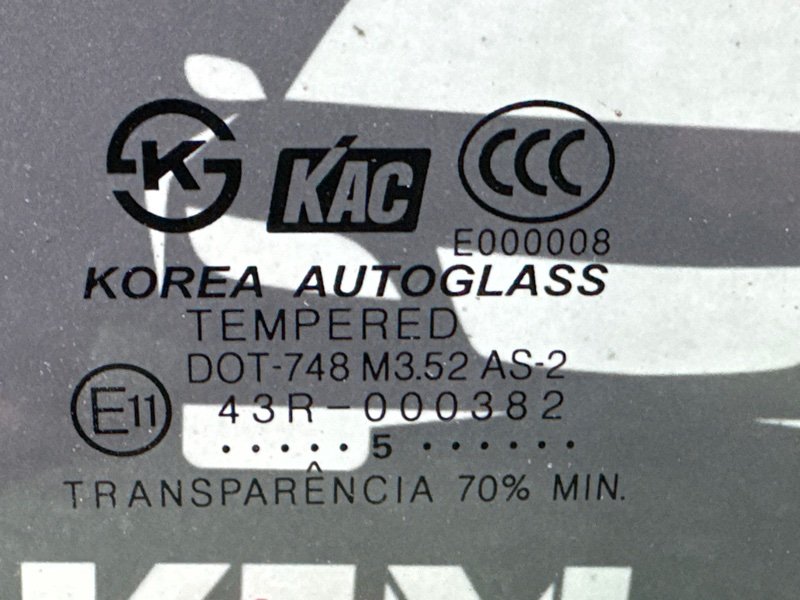 K KAC CCC
E000008
KOREA AUTOGLASS
TEMPERED
DOT-748 M3.52 AS-2
E11 43R-000382
·····5······
TRANSPARÊNCIA 70% MIN.